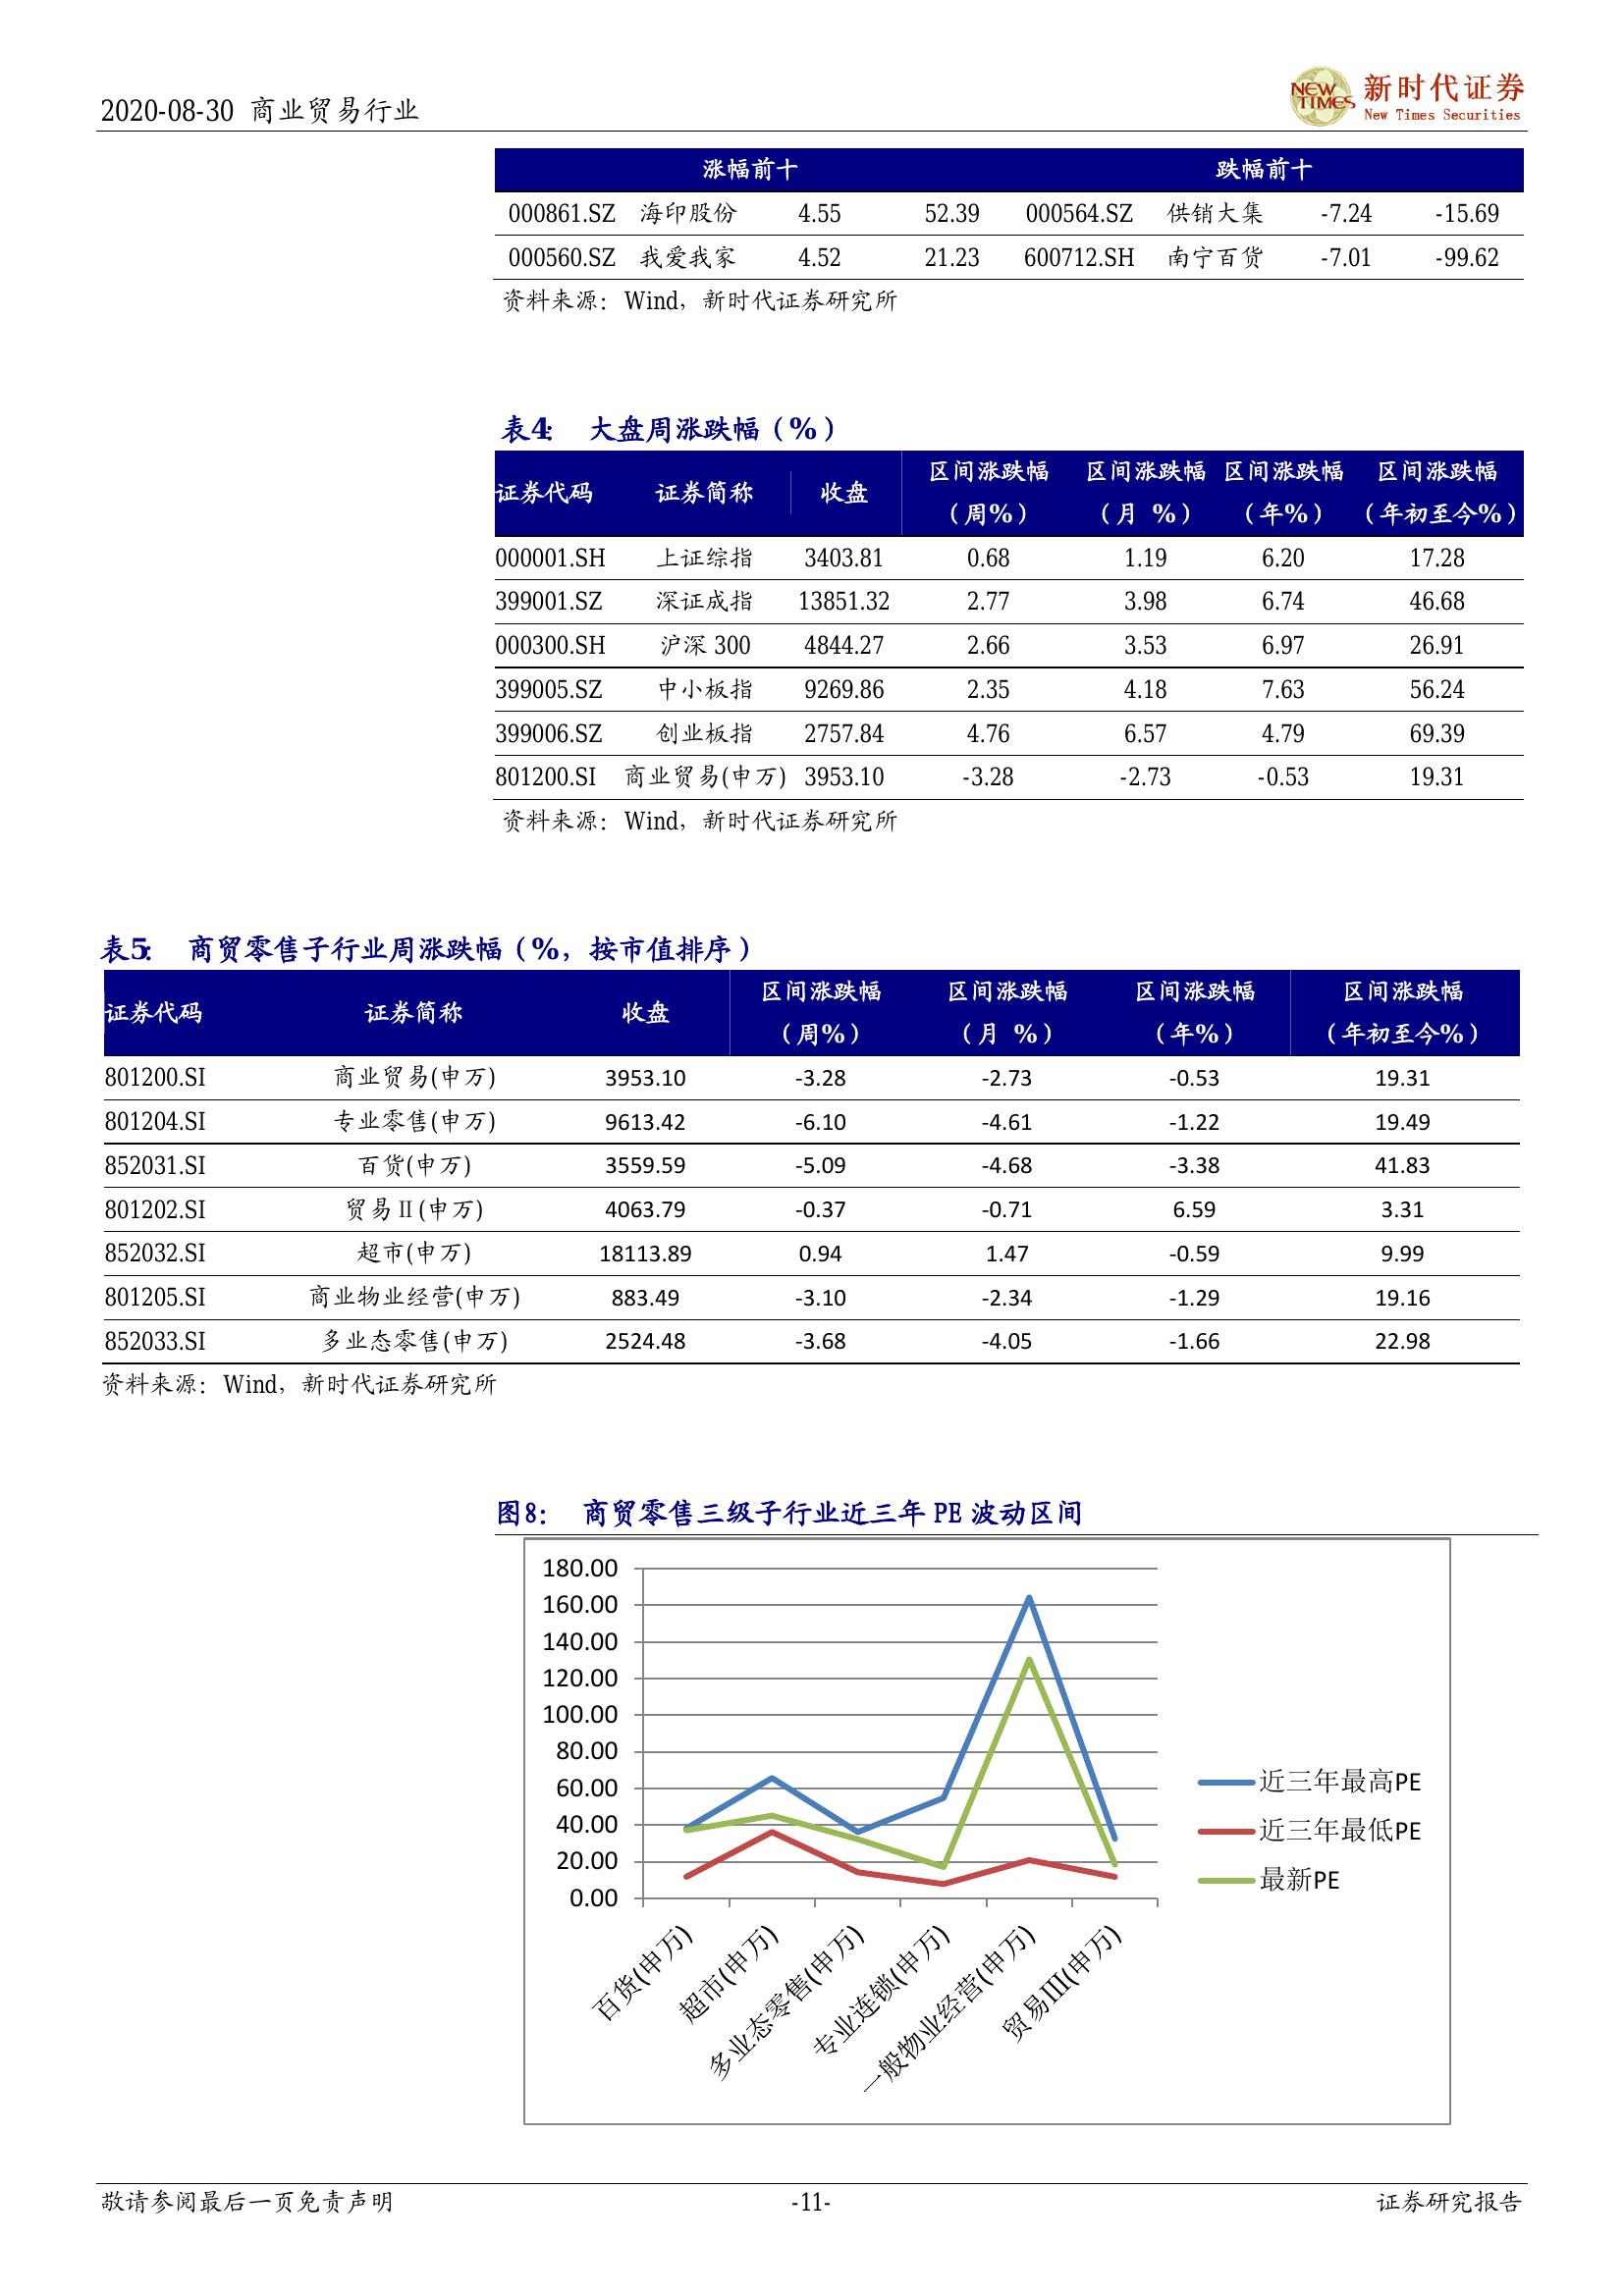 2020-08-30 商业贸易行业
NEW TIMES
新时代证券
New Times Securities
涨幅前十 跌幅前十
000861.SZ 海印股份 4.55 52.39 000564.SZ 供销大集 -7.24 -15.69
000560.SZ 我爱我家 4.52 21.23 600712.SH 南宁百货 -7.01 -99.62
资料来源：Wind，新时代证券研究所
表4： 大盘周涨跌幅（%）
证券代码 证券简称 收盘 区间涨跌幅（周%） 区间涨跌幅（月 %） 区间涨跌幅（年%） 区间涨跌幅（年初至今%）
000001.SH 上证综指 3403.81 0.68 1.19 6.20 17.28
399001.SZ 深证成指 13851.32 2.77 3.98 6.74 46.68
000300.SH 沪深 300 4844.27 2.66 3.53 6.97 26.91
399005.SZ 中小板指 9269.86 2.35 4.18 7.63 56.24
399006.SZ 创业板指 2757.84 4.76 6.57 4.79 69.39
801200.SI 商业贸易(申万) 3953.10 -3.28 -2.73 -0.53 19.31
资料来源：Wind，新时代证券研究所
表5： 商贸零售子行业周涨跌幅（%，按市值排序）
证券代码 证券简称 收盘 区间涨跌幅（周%） 区间涨跌幅（月 %） 区间涨跌幅（年%） 区间涨跌幅（年初至今%）
801200.SI 商业贸易(申万) 3953.10 -3.28 -2.73 -0.53 19.31
801204.SI 专业零售(申万) 9613.42 -6.10 -4.61 -1.22 19.49
852031.SI 百货(申万) 3559.59 -5.09 -4.68 -3.38 41.83
801202.SI 贸易Ⅱ(申万) 4063.79 -0.37 -0.71 6.59 3.31
852032.SI 超市(申万) 18113.89 0.94 1.47 -0.59 9.99
801205.SI 商业物业经营(申万) 883.49 -3.10 -2.34 -1.29 19.16
852033.SI 多业态零售(申万) 2524.48 -3.68 -4.05 -1.66 22.98
资料来源：Wind，新时代证券研究所
图8： 商贸零售三级子行业近三年 PE 波动区间
180.00
160.00
140.00
120.00
100.00
80.00
60.00
40.00
20.00
0.00
百货(申万)
超市(申万)
多业态零售(申万)
专业连锁(申万)
一般物业经营(申万)
贸易III(申万)
近三年最高PE
近三年最低PE
最新PE
敬请参阅最后一页免责声明 -11- 证券研究报告